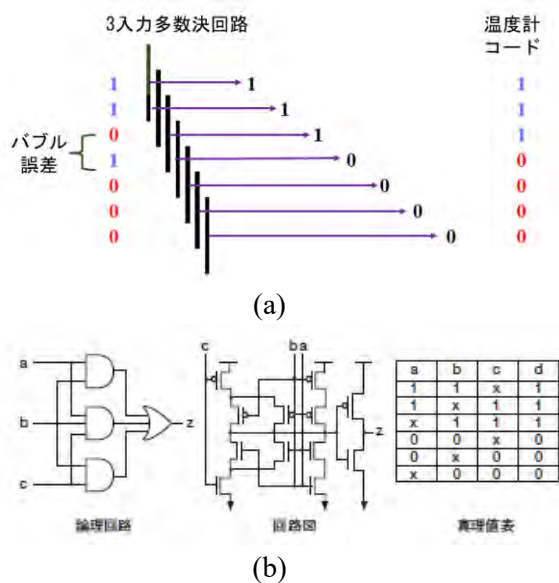 3入力多数決回路
温度計
コード
1 1 1
1 1 1
0 1 1
バブル
誤差
1 0 0
0 0 0
0 0 0
0 0 0
(a)
a
b
c
z
論理回路
c b a
z
回路図
a b c d
1 1 x 1
1 x 1 1
x 1 1 1
0 0 x 0
0 x 0 0
x 0 0 0
真理値表
(b)